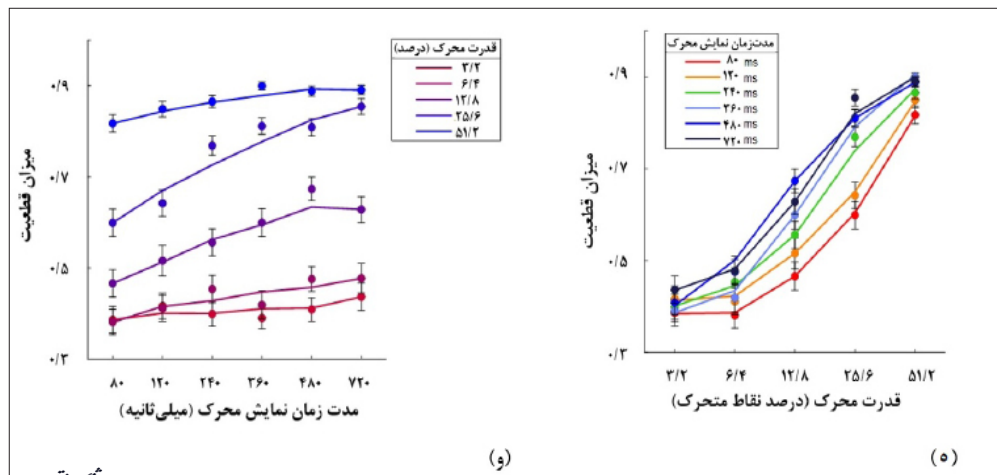 مدت‌زمان نمایش محرک
۸۰ ms
۱۲۰ ms
۲۴۰ ms
۳۶۰ ms
۴۸۰ ms
۷۲۰ ms
میزان قطعیت
۰/۹
۰/۷
۰/۵
۰/۳
۳/۲ ۶/۴ ۱۲/۸ ۲۵/۶ ۵۱/۲
قدرت محرک (درصد نقاط متحرک)
(ه)
قدرت محرک (درصد)
۳/۲
۶/۴
۱۲/۸
۲۵/۶
۵۱/۲
میزان قطعیت
۰/۹
۰/۷
۰/۵
۰/۳
۸۰ ۱۲۰ ۲۴۰ ۳۶۰ ۴۸۰ ۷۲۰
مدت زمان نمایش محرک (میلی‌ثانیه)
(و)